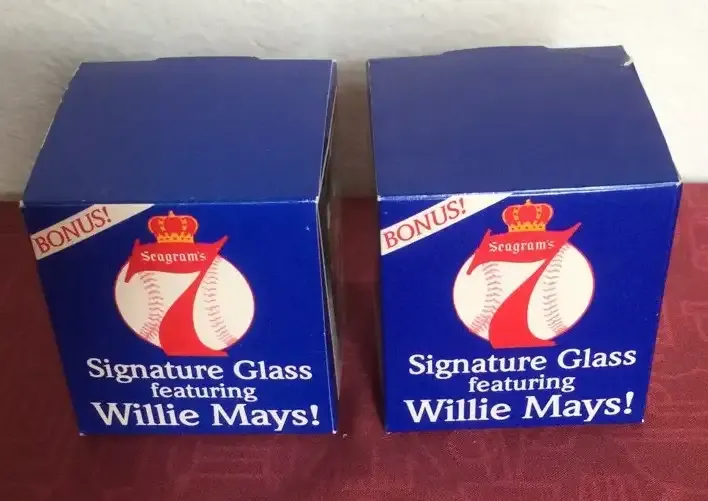 BONUS!
Seagram's
7
Signature Glass
featuring
Willie Mays!
BONUS!
Seagram's
7
Signature Glass
featuring
Willie Mays!